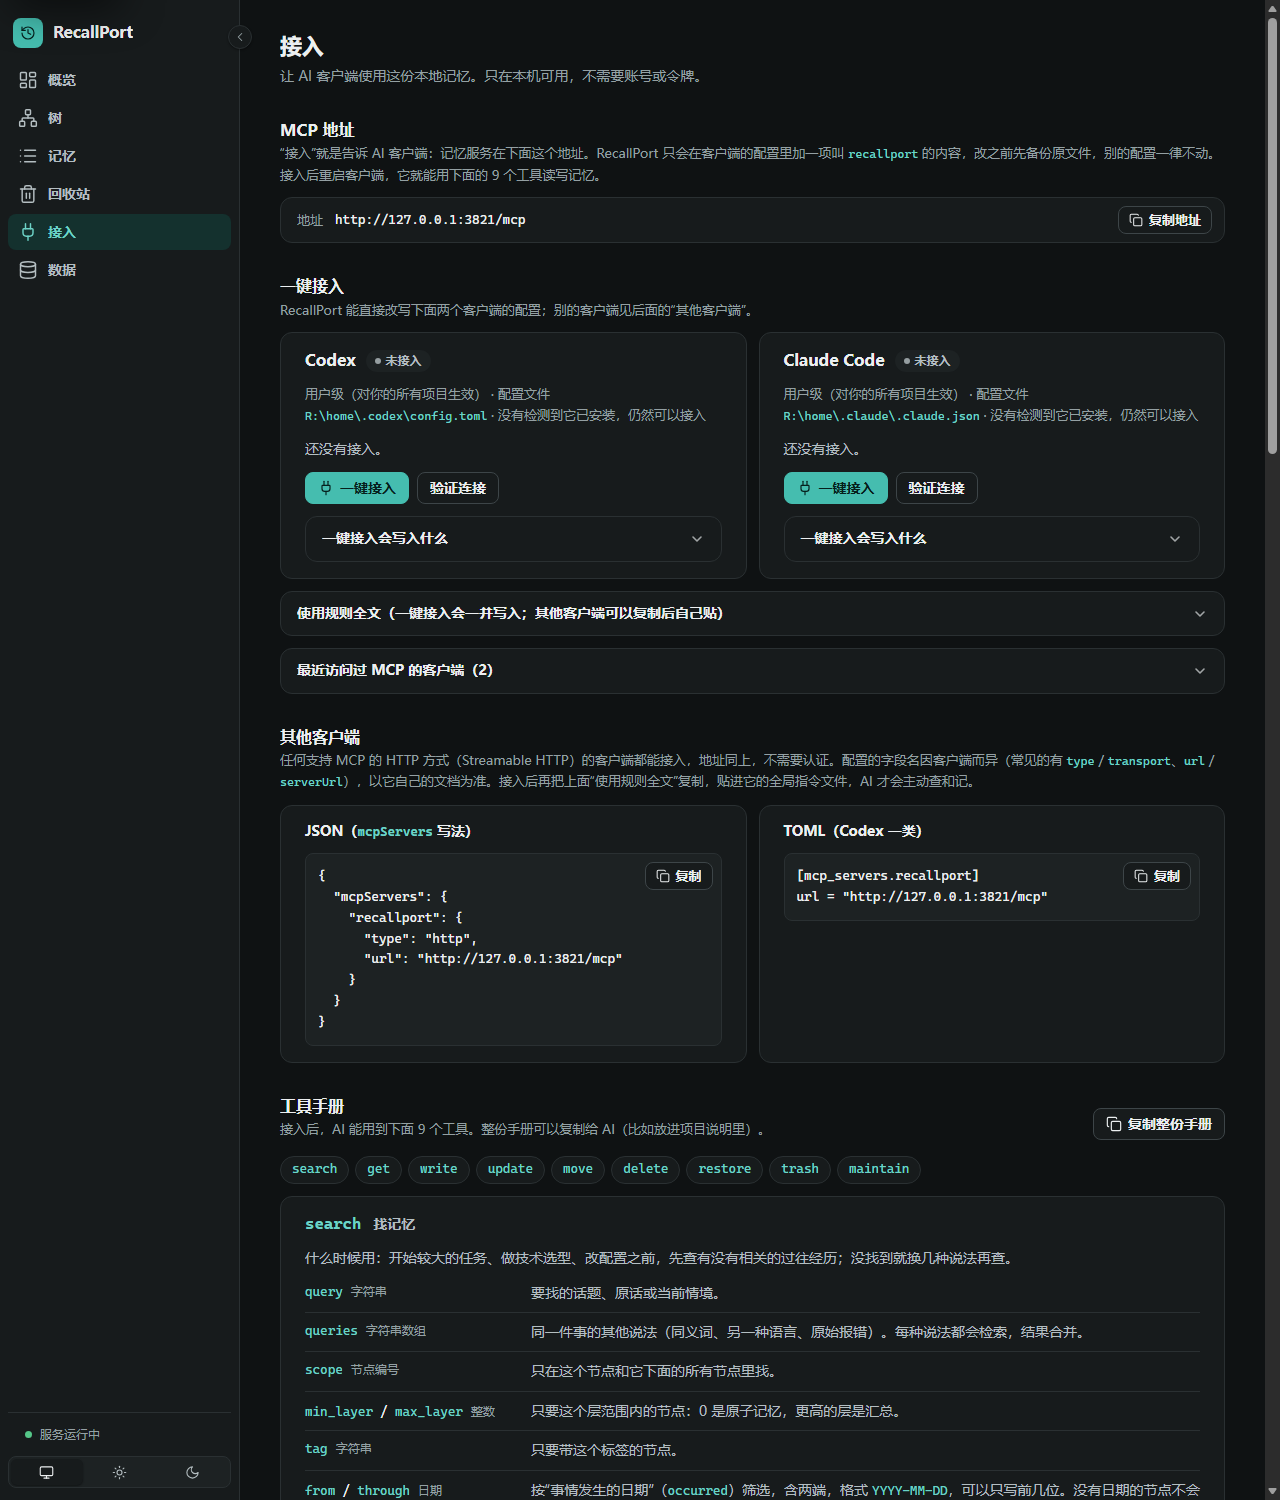 RecallPort
概览
树
记忆
回收站
接入
数据
服务运行中
接入
让 AI 客户端使用这份本地记忆。只在本机可用，不需要账号或令牌。
MCP 地址
“接入”就是告诉 AI 客户端：记忆服务在下面这个地址。RecallPort 只会在客户端的配置里加一项叫 recallport 的内容，改之前先备份原文件，别的配置一律不动。
接入后重启客户端，它就能用下面的 9 个工具读写记忆。
地址 http://127.0.0.1:3821/mcp 复制地址
一键接入
RecallPort 能直接改写下面两个客户端的配置；别的客户端见后面的“其他客户端”。
Codex 未接入
用户级（对你的所有项目生效） · 配置文件
R:\home\.codex\config.toml · 没有检测到它已安装，仍然可以接入
还没有接入。
一键接入 验证连接
一键接入会写入什么
Claude Code 未接入
用户级（对你的所有项目生效） · 配置文件
R:\home\.claude\.claude.json · 没有检测到它已安装，仍然可以接入
还没有接入。
一键接入 验证连接
一键接入会写入什么
使用规则全文（一键接入会一并写入；其他客户端可以复制后自己贴）
最近访问过 MCP 的客户端（2）
其他客户端
任何支持 MCP 的 HTTP 方式（Streamable HTTP）的客户端都能接入，地址同上，不需要认证。配置的字段名因客户端而异（常见的有 type / transport、url /
serverUrl），以它自己的文档为准。接入后再把上面“使用规则全文”复制，贴进它的全局指令文件，AI 才会主动查和记。
JSON（mcpServers 写法）
复制
{
  "mcpServers": {
    "recallport": {
      "type": "http",
      "url": "http://127.0.0.1:3821/mcp"
    }
  }
}
TOML（Codex 一类）
复制
[mcp_servers.recallport]
url = "http://127.0.0.1:3821/mcp"
工具手册
接入后，AI 能用到下面 9 个工具。整份手册可以复制给 AI（比如放进项目说明里）。
复制整份手册
search get write update move delete restore trash maintain
search 找记忆
什么时候用：开始较大的任务、做技术选型、改配置之前，先查有没有相关的过往经历；没找到就换几种说法再查。
query 字符串 要找的话题、原话或当前情境。
queries 字符串数组 同一件事的其他说法（同义词、另一种语言、原始报错）。每种说法都会检索，结果合并。
scope 节点编号 只在这个节点和它下面的所有节点里找。
min_layer / max_layer 整数 只要这个层范围内的节点：0 是原子记忆，更高的层是汇总。
tag 字符串 只要带这个标签的节点。
from / through 日期 按“事情发生的日期”（occurred）筛选，含两端，格式 YYYY-MM-DD，可以只写前几位。没有日期的节点不会